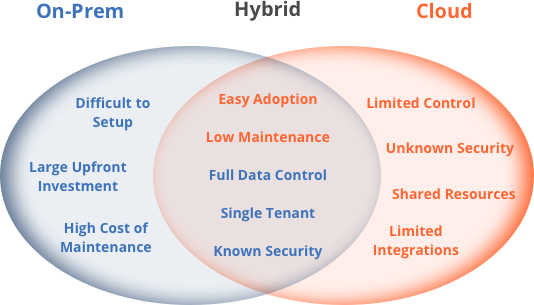 On-Prem
Hybrid
Cloud
Difficult to
Setup
Large Upfront
Investment
High Cost of
Maintenance
Easy Adoption
Low Maintenance
Full Data Control
Single Tenant
Known Security
Limited Control
Unknown Security
Shared Resources
Limited
Integrations